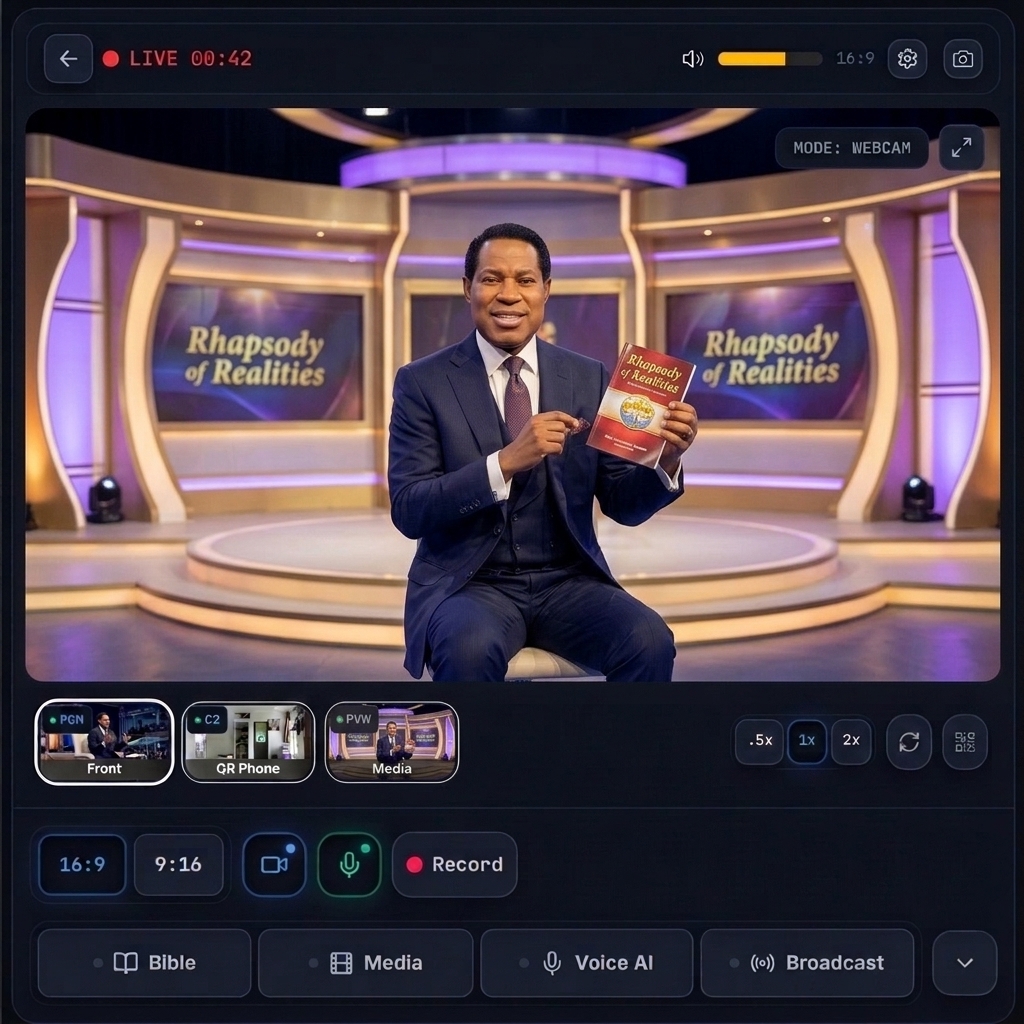 LIVE 00:42
16:9
MODE: WEBCAM
Rhapsody
of Realities
Rhapsody
of Realities
Rhapsody
of Realities
PGN
Front
C2
QR Phone
PVW
Media
.5x
1x
2x
16:9
9:16
Record
Bible
Media
Voice AI
Broadcast